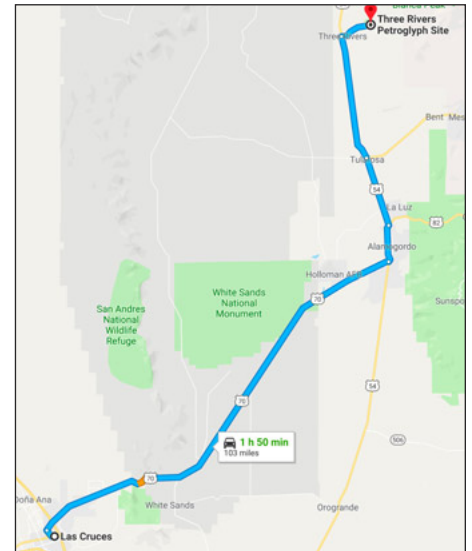 Three Rivers
Petroglyph Site
Three Rivers
Bent
Tularosa
54
La Luz
82
Alamogordo
Holloman AFB
70
White Sands
National
Monument
San Andres
National
Wildlife
Refuge
Sunspo
70
54
1 h 50 min
103 miles
506
70
White Sands
Orogrande
Doña Ana
Las Cruces